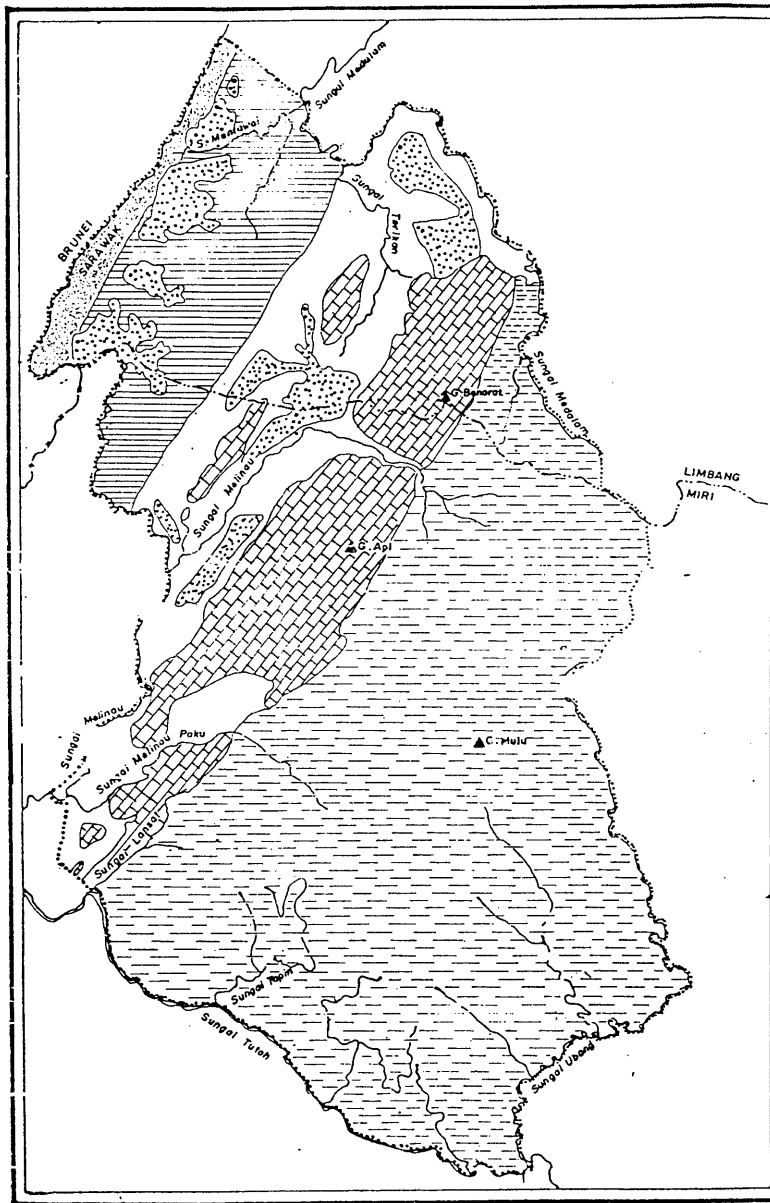 Sungai Medalam
S. Mentawai
BRUNEI
SARAWAK
Sungai
Terikan
G. Benarat
Sungai Medalam
LIMBANG
MIRI
Sungai Melinau
G. Api
Sungai Melinau
Sungai Melinau Paku
G. Mulu
Sungai Lansat
Sungai Tapin
Sungai Tutoh
Sungai Ubang